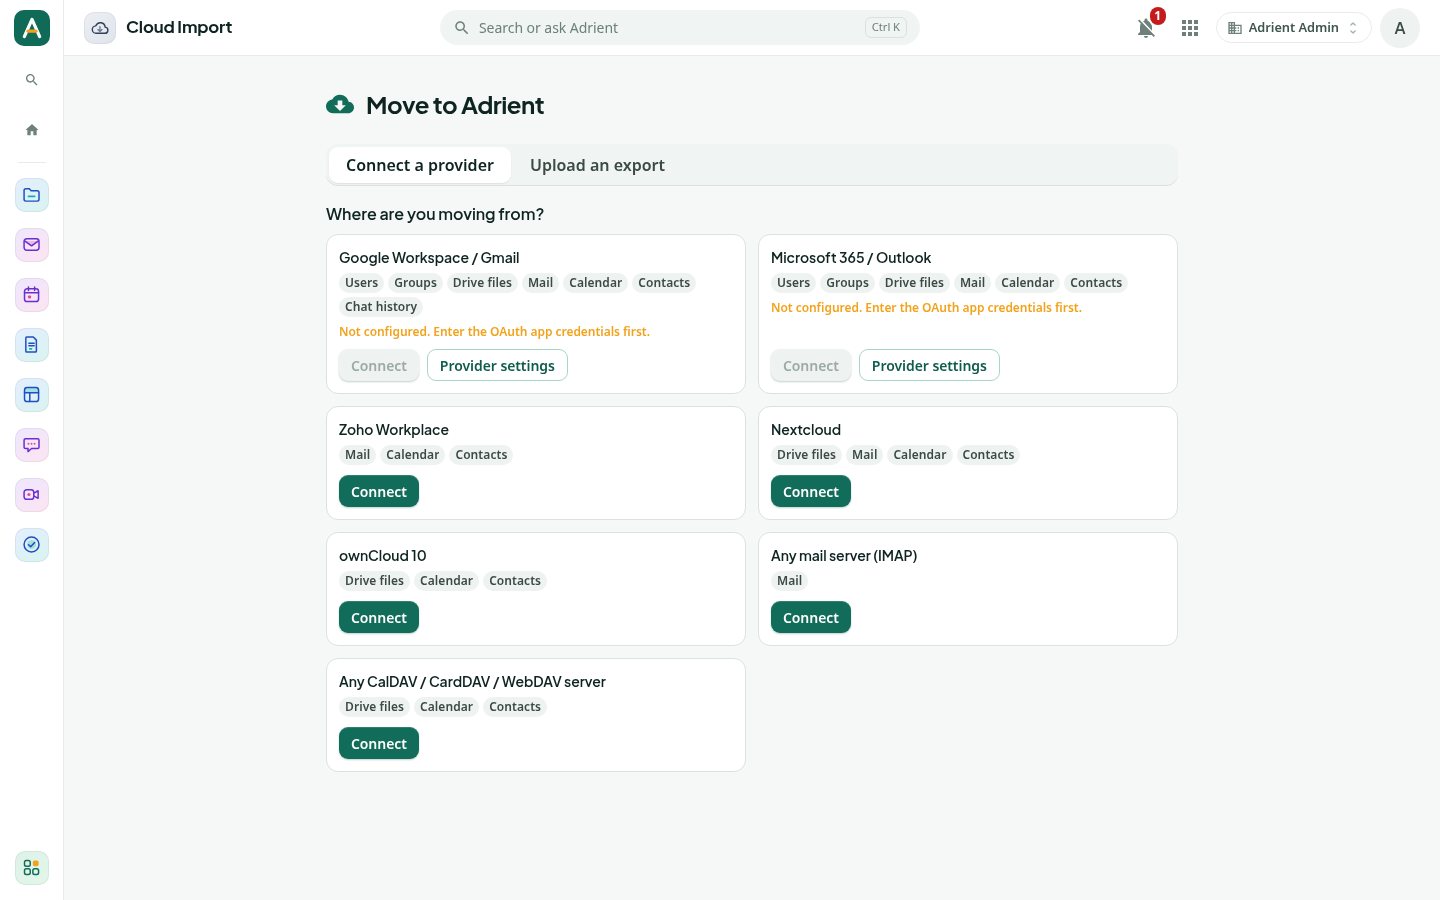 Cloud Import
Search or ask Adrient
Ctrl K
1
Adrient Admin
A
Move to Adrient
Connect a provider
Upload an export
Where are you moving from?
Google Workspace / Gmail
Users Groups Drive files Mail Calendar Contacts
Chat history
Not configured. Enter the OAuth app credentials first.
Connect Provider settings
Microsoft 365 / Outlook
Users Groups Drive files Mail Calendar Contacts
Not configured. Enter the OAuth app credentials first.
Connect Provider settings
Zoho Workplace
Mail Calendar Contacts
Connect
Nextcloud
Drive files Mail Calendar Contacts
Connect
ownCloud 10
Drive files Calendar Contacts
Connect
Any mail server (IMAP)
Mail
Connect
Any CalDAV / CardDAV / WebDAV server
Drive files Calendar Contacts
Connect